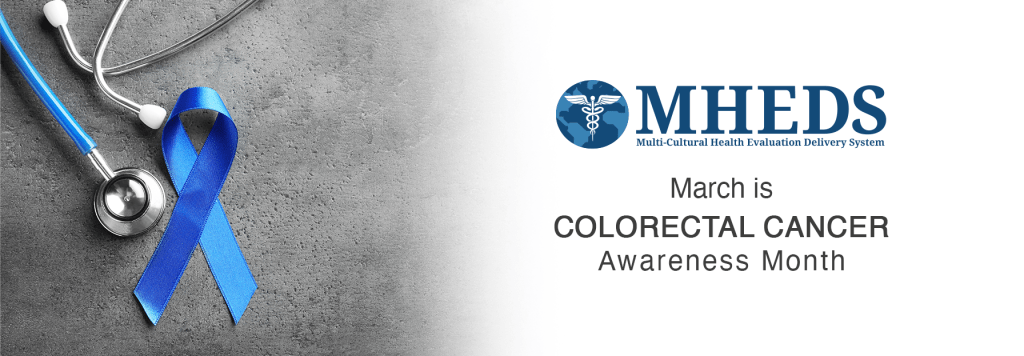 MHEDS
Multi-Cultural Health Evaluation Delivery System
March is
COLORECTAL CANCER
Awareness Month